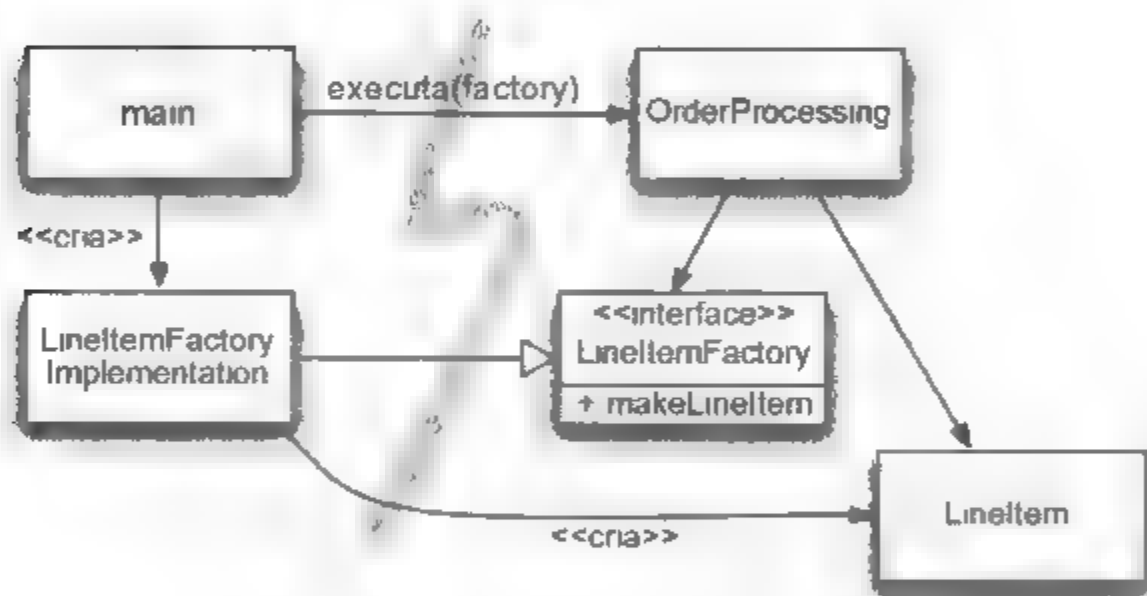 main
executa(factory)
OrderProcessing
<<cria>>
LineItemFactory
Implementation
<<interface>>
LineItemFactory
+ makeLineItem
LineItem
<<cria>>